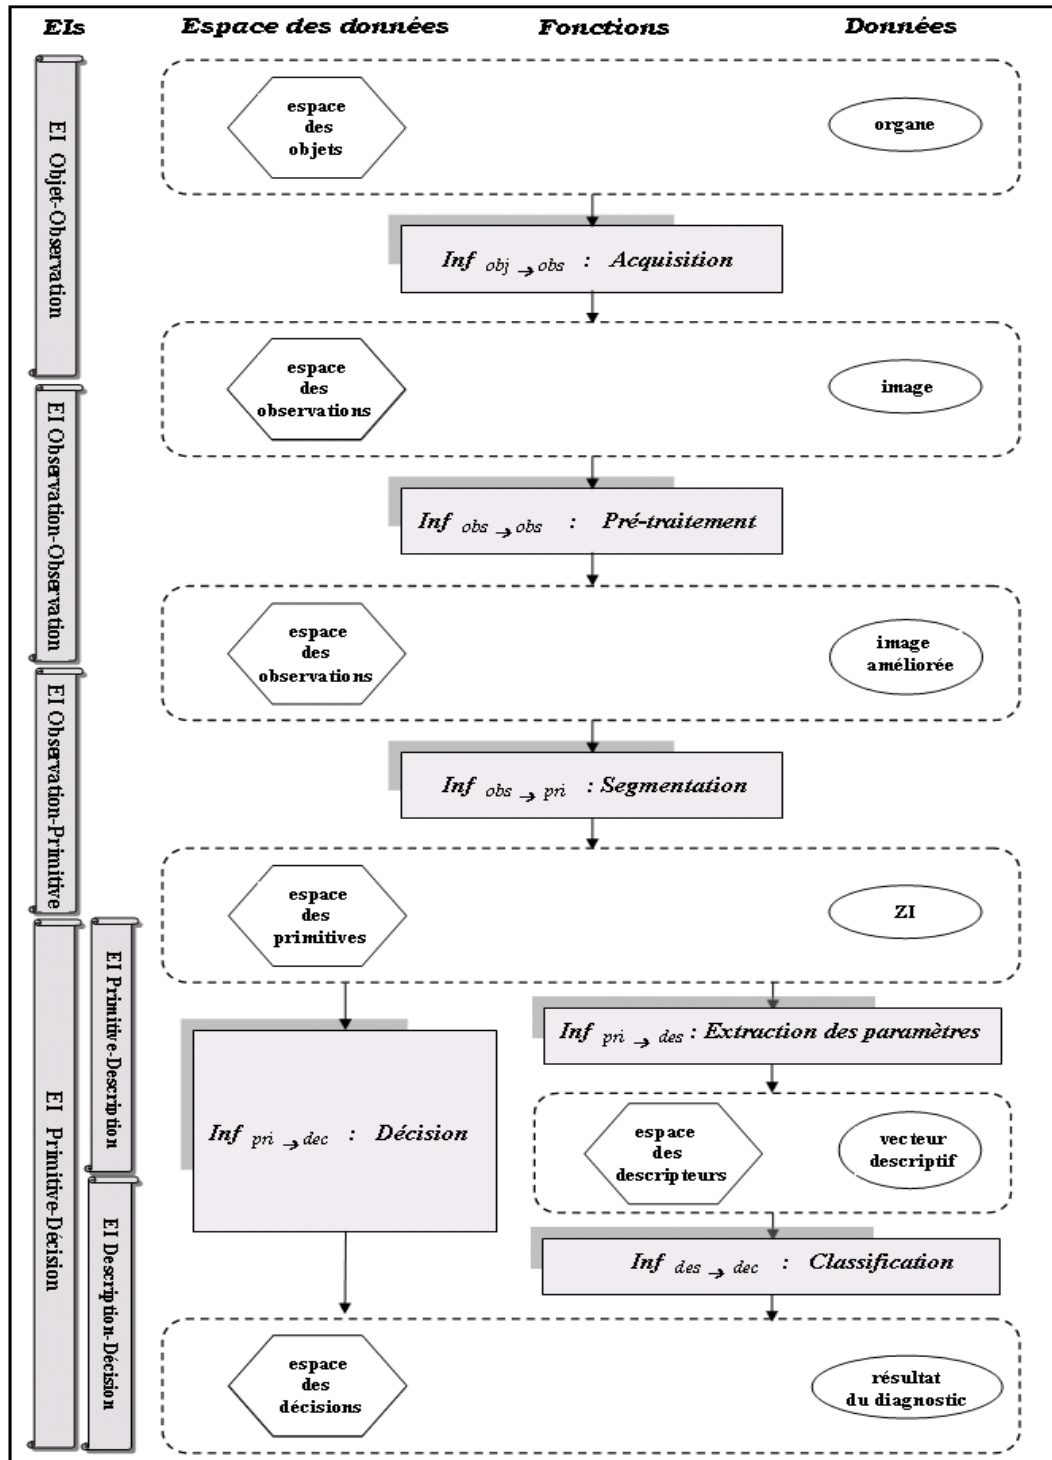 EIs
Espace des données
Fonctions
Données
EI Objet-Observation
espace
des
objets
organe
Inf obj → obs : Acquisition
espace
des
observations
image
EI Observation-Observation
Inf obs → obs : Pré-traitement
espace
des
observations
image
améliorée
EI Observation-Primitive
Inf obs → pri : Segmentation
espace
des
primitives
ZI
EI Primitive-Décision
EI Primitive-Description
Inf pri → dec : Décision
Inf pri → des : Extraction des paramètres
espace
des
descripteurs
vecteur
descriptif
EI Description-Décision
Inf des → dec : Classification
espace
des
décisions
résultat
du diagnostic